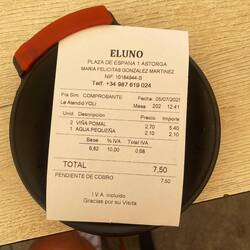 ELUNO
PLAZA DE ESPAÑA 1 ASTORGA
MARIA FELICITAS GONZALEZ MARTINEZ
NIF: 10184944-S
Telf. +34 987 619 024
Fra.Sim.: COMPROBANTE Fecha 05/07/2025
Le Atendió:YOLI Mesa 202 12:41
Unid. Descripción Precio Importe
2 VIÑA POMAL 2,70 5,40
1 AGUA PEQUEÑA 2,10 2,10
Base % IVA Total IVA
6,82 10,00 0,68
TOTAL 7,50
PENDIENTE DE COBRO 7,50
I.V.A. incluido
Gracias por su Visita